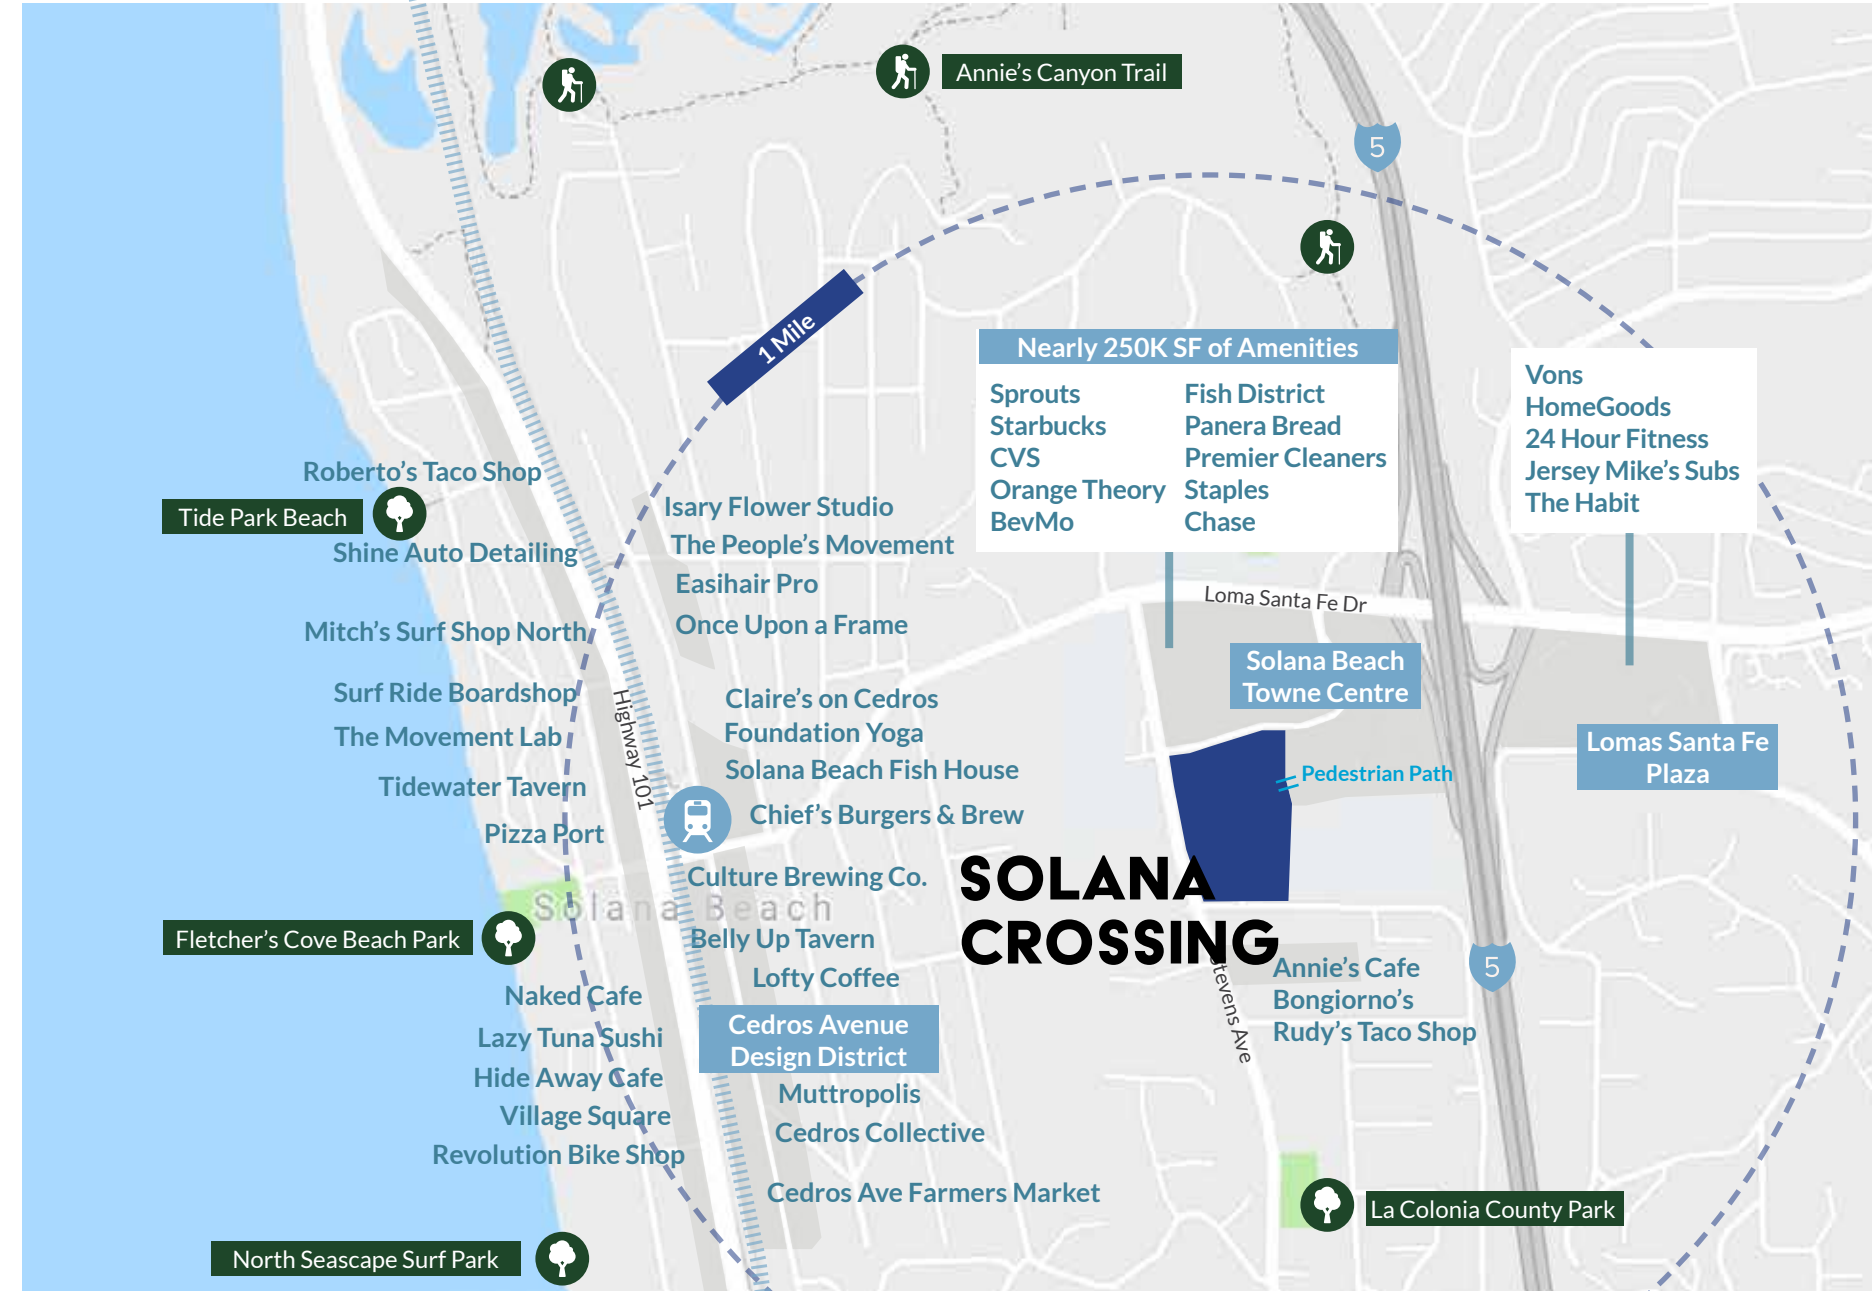 Annie's Canyon Trail
5
1 Mile
Nearly 250K SF of Amenities
Sprouts
Starbucks
CVS
Orange Theory
BevMo
Fish District
Panera Bread
Premier Cleaners
Staples
Chase
Vons
HomeGoods
24 Hour Fitness
Jersey Mike's Subs
The Habit
Roberto's Taco Shop
Tide Park Beach
Shine Auto Detailing
Mitch's Surf Shop North
Surf Ride Boardshop
The Movement Lab
Tidewater Tavern
Pizza Port
Highway 101
Isary Flower Studio
The People's Movement
Easihair Pro
Once Upon a Frame
Claire's on Cedros
Foundation Yoga
Solana Beach Fish House
Chief's Burgers & Brew
Culture Brewing Co.
Solana Beach
Belly Up Tavern
Lofty Coffee
Loma Santa Fe Dr
Solana Beach
Towne Centre
Lomas Santa Fe
Plaza
Pedestrian Path
SOLANA
CROSSING
Stevens Ave
Annie's Cafe
Bongiorno's
Rudy's Taco Shop
5
Fletcher's Cove Beach Park
Naked Cafe
Lazy Tuna Sushi
Hide Away Cafe
Village Square
Revolution Bike Shop
Cedros Avenue
Design District
Muttropolis
Cedros Collective
Cedros Ave Farmers Market
La Colonia County Park
North Seascape Surf Park